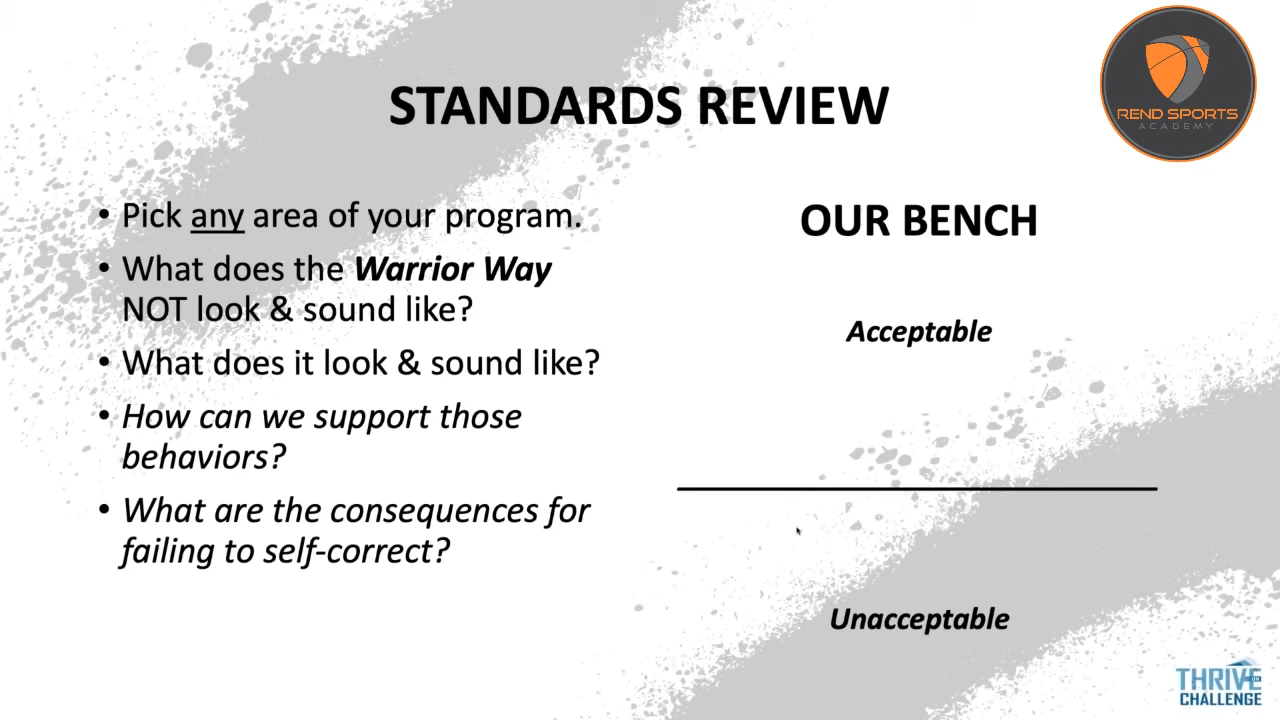 REND SPORTS
ACADEMY
STANDARDS REVIEW
• Pick any area of your program.
• What does the Warrior Way
NOT look & sound like?
• What does it look & sound like?
• How can we support those
behaviors?
• What are the consequences for
failing to self-correct?
OUR BENCH
Acceptable
Unacceptable
THRIVE
ON
CHALLENGE